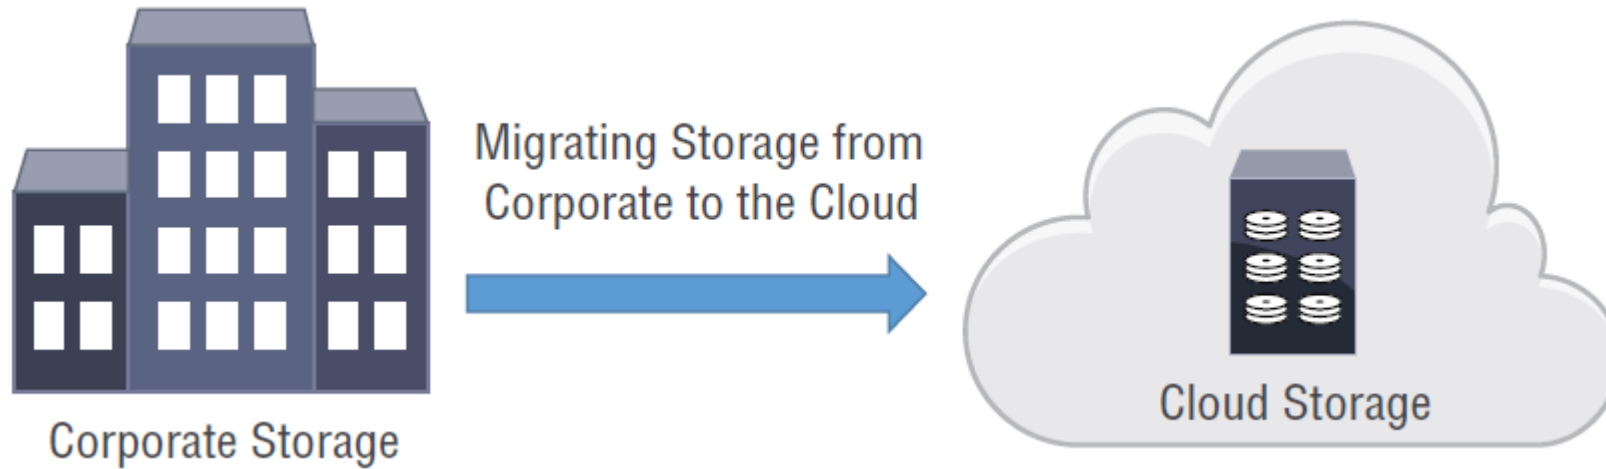 Migrating Storage from
Corporate to the Cloud
Corporate Storage
Cloud Storage